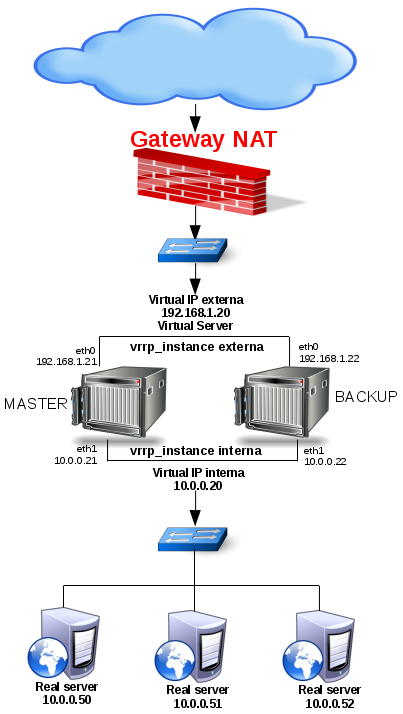 Gateway NAT
Virtual IP externa
192.168.1.20
Virtual Server
eth0
192.168.1.21
vrrp_instance externa
eth0
192.168.1.22
MASTER
BACKUP
eth1
10.0.0.21
vrrp_instance interna
eth1
10.0.0.22
Virtual IP interna
10.0.0.20
Real server
10.0.0.50
Real server
10.0.0.51
Real server
10.0.0.52